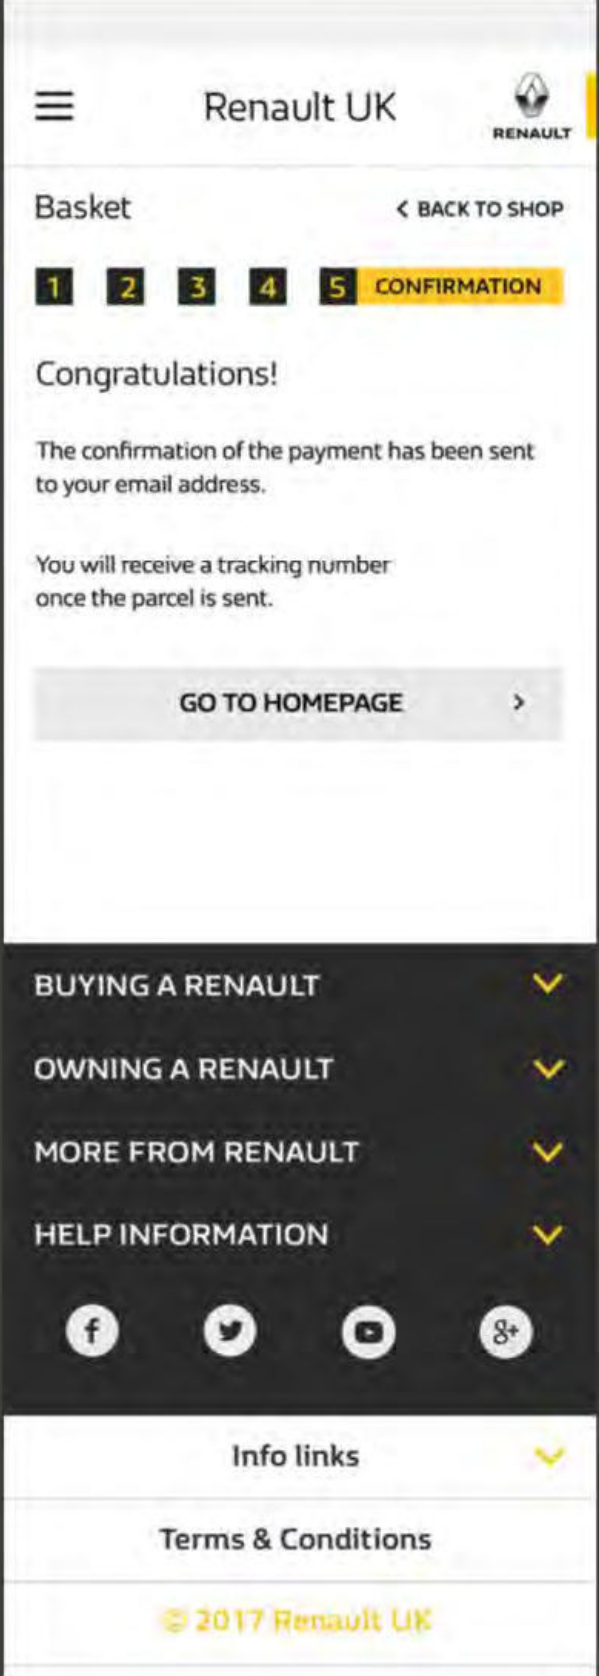 Renault UK
RENAULT
Basket
< BACK TO SHOP
1 2 3 4 5 CONFIRMATION
Congratulations!
The confirmation of the payment has been sent
to your email address.
You will receive a tracking number
once the parcel is sent.
GO TO HOMEPAGE >
BUYING A RENAULT
OWNING A RENAULT
MORE FROM RENAULT
HELP INFORMATION
f
8+
Info links
Terms & Conditions
© 2017 Renault UK